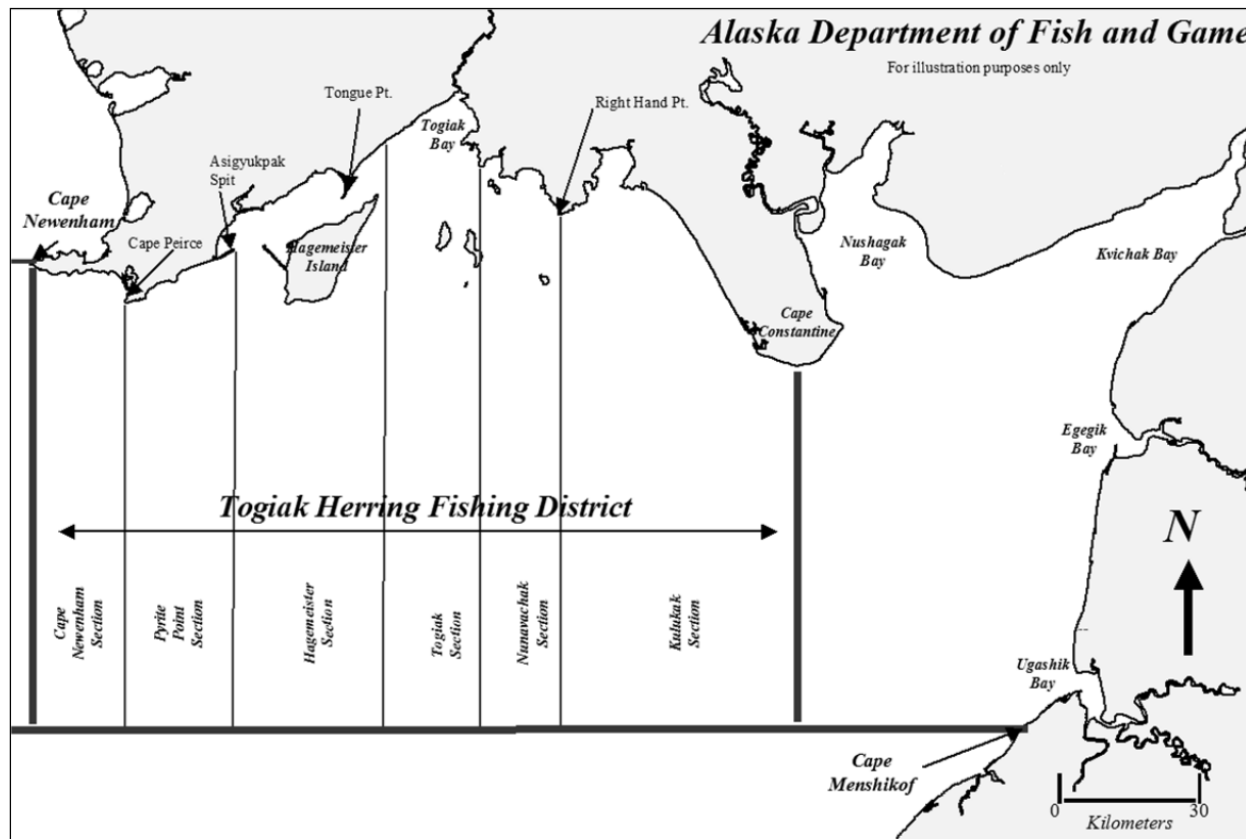 Alaska Department of Fish and Game
For illustration purposes only
Tongue Pt.
Right Hand Pt.
Togiak
Bay
Asigyukpak
Spit
Cape
Newenham
Cape Peirce
Hagemeister
Island
Nushagak
Bay
Kvichak Bay
Cape
Constantine
Egegik
Bay
Togiak Herring Fishing District
N
Cape
Newenham
Section
Pyrite
Point
Section
Hagemeister
Section
Togiak
Section
Nunavachak
Section
Kulukak
Section
Ugashik
Bay
Cape
Menshikof
0
30
Kilometers